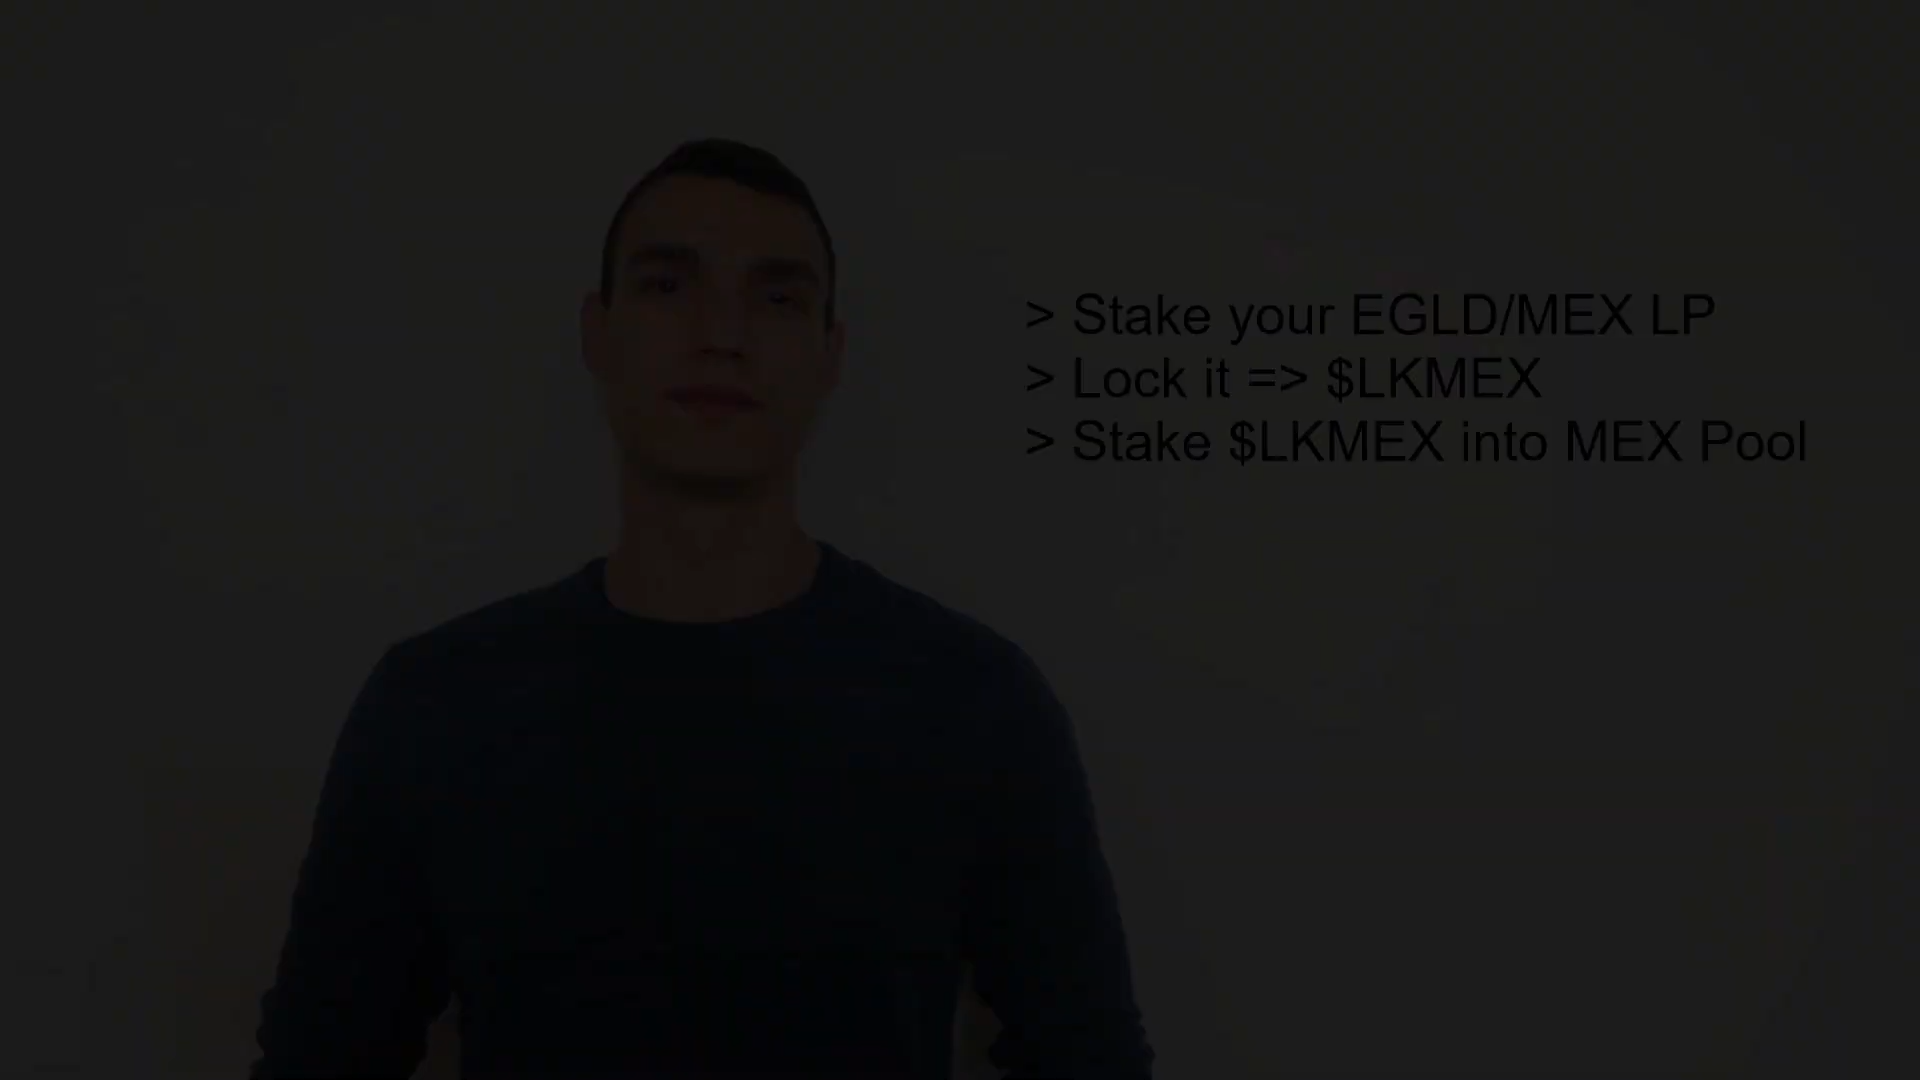 > Stake your EGLD/MEX LP
> Lock it => $LKMEX
> Stake $LKMEX into MEX Pool